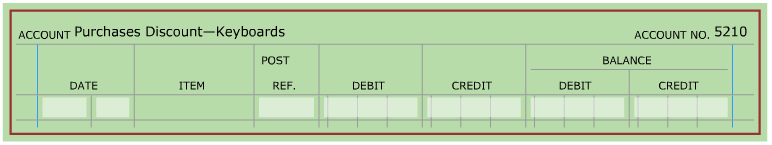 ACCOUNT Purchases Discount—Keyboards ACCOUNT NO. 5210
POST BALANCE
DATE ITEM REF. DEBIT CREDIT DEBIT CREDIT